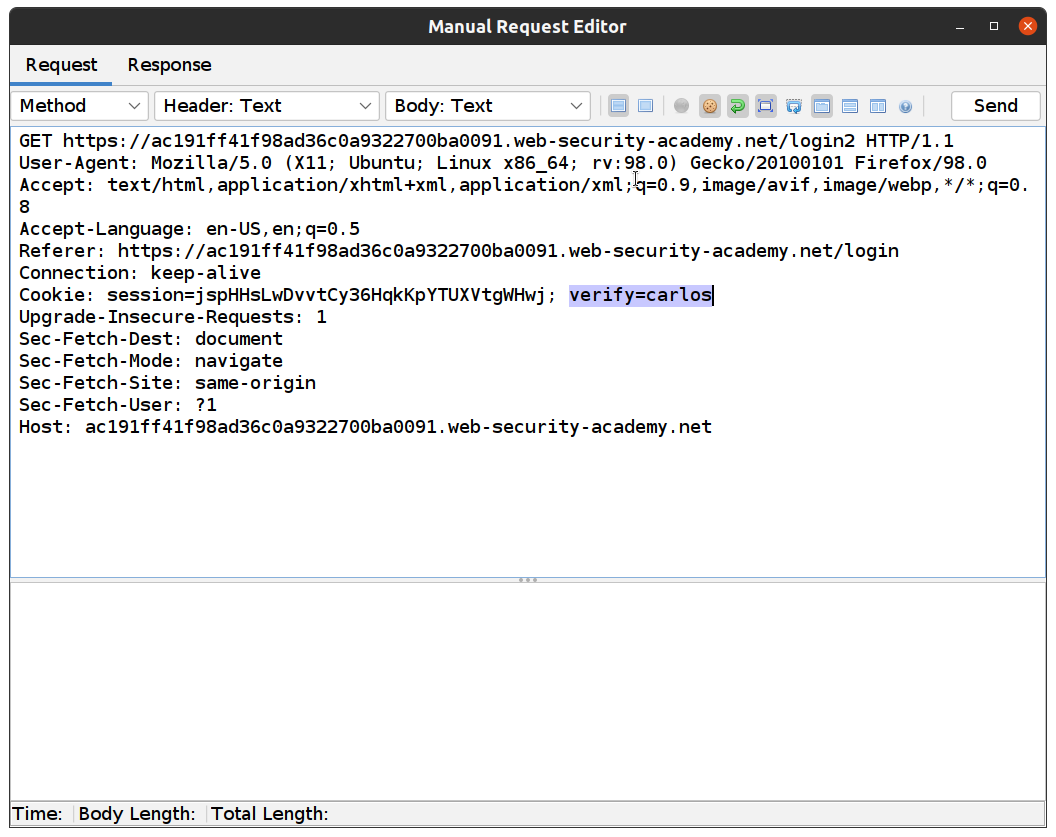 Manual Request Editor
Request Response
Method Header: Text Body: Text Send
GET https://ac191ff41f98ad36c0a9322700ba0091.web-security-academy.net/login2 HTTP/1.1
User-Agent: Mozilla/5.0 (X11; Ubuntu; Linux x86_64; rv:98.0) Gecko/20100101 Firefox/98.0
Accept: text/html,application/xhtml+xml,application/xml;q=0.9,image/avif,image/webp,*/*;q=0.
8
Accept-Language: en-US,en;q=0.5
Referer: https://ac191ff41f98ad36c0a9322700ba0091.web-security-academy.net/login
Connection: keep-alive
Cookie: session=jspHHsLwDvvtCy36HqkKpYTUXVtgWHwj; verify=carlos
Upgrade-Insecure-Requests: 1
Sec-Fetch-Dest: document
Sec-Fetch-Mode: navigate
Sec-Fetch-Site: same-origin
Sec-Fetch-User: ?1
Host: ac191ff41f98ad36c0a9322700ba0091.web-security-academy.net
Time: Body Length: Total Length: